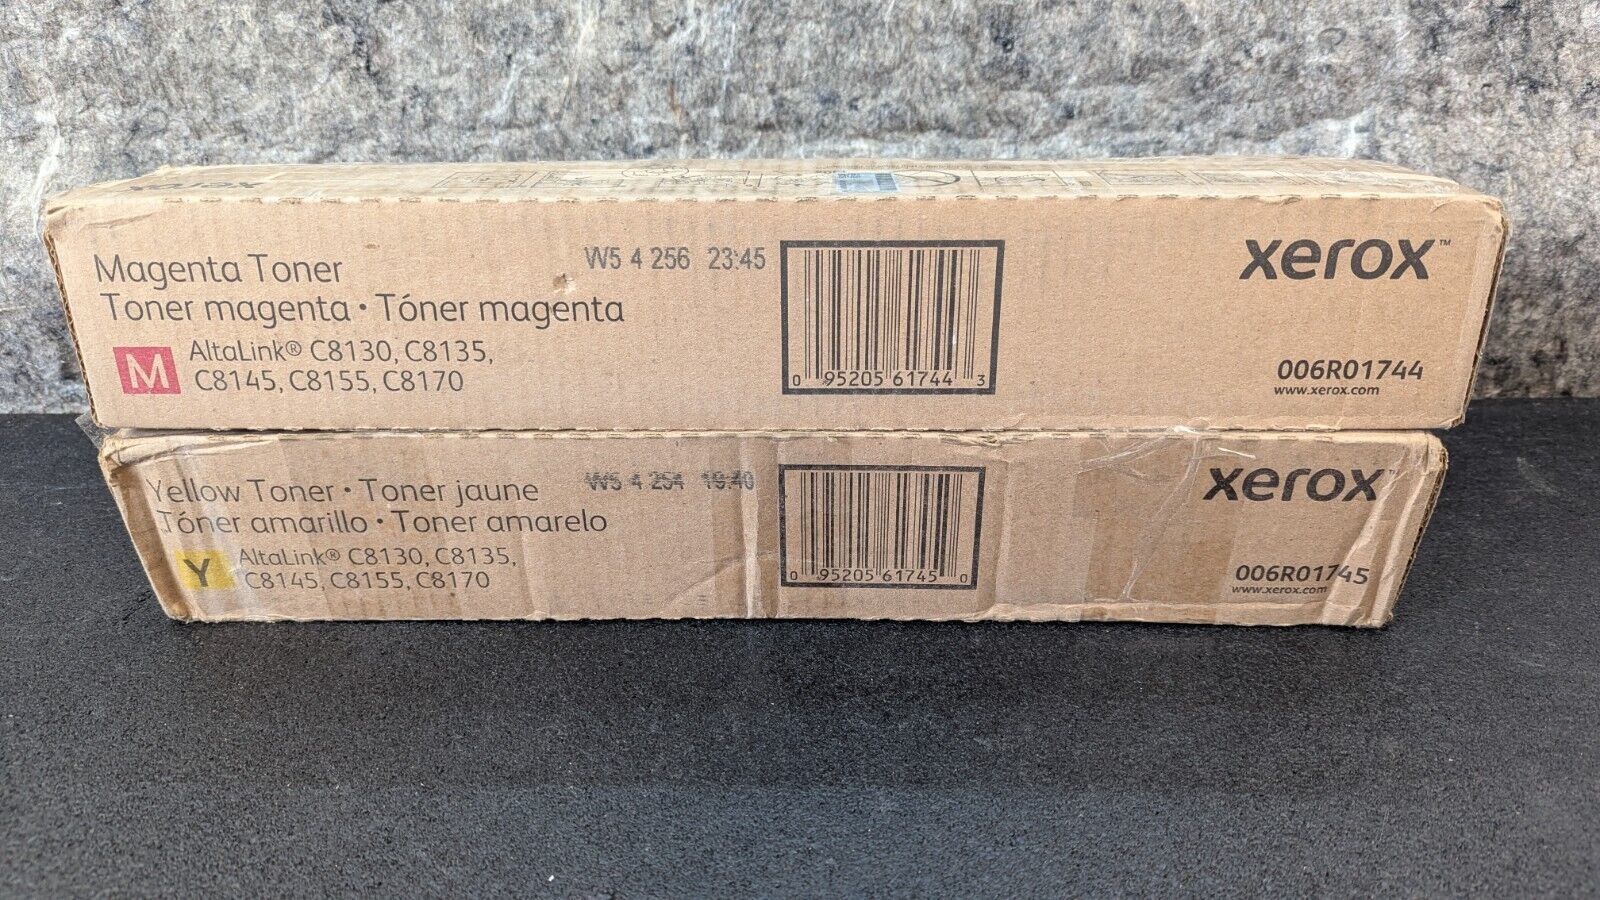 xerox
Magenta Toner
Toner magenta • Tóner magenta
M
AltaLink® C8130, C8135,
C8145, C8155, C8170
W5 4 256 23:45
0 95205 61744 3
xerox™
006R01744
www.xerox.com
Yellow Toner • Toner jaune
Tóner amarillo • Toner amarelo
Y
AltaLink® C8130, C8135,
C8145, C8155, C8170
W5 4 254 19:40
0 95205 61745 0
xerox™
006R01745
www.xerox.com